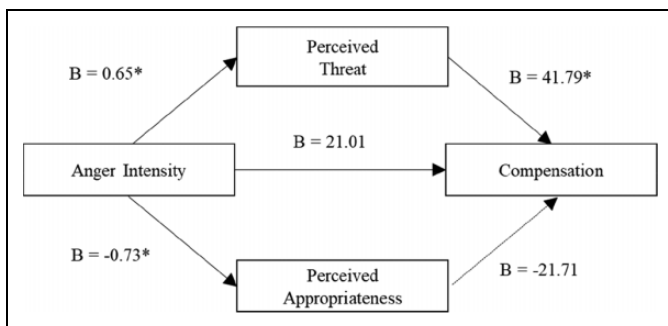 Perceived
Threat
B = 0.65*
B = 41.79*
B = 21.01
Anger Intensity
Compensation
B = -0.73*
Perceived
Appropriateness
B = -21.71